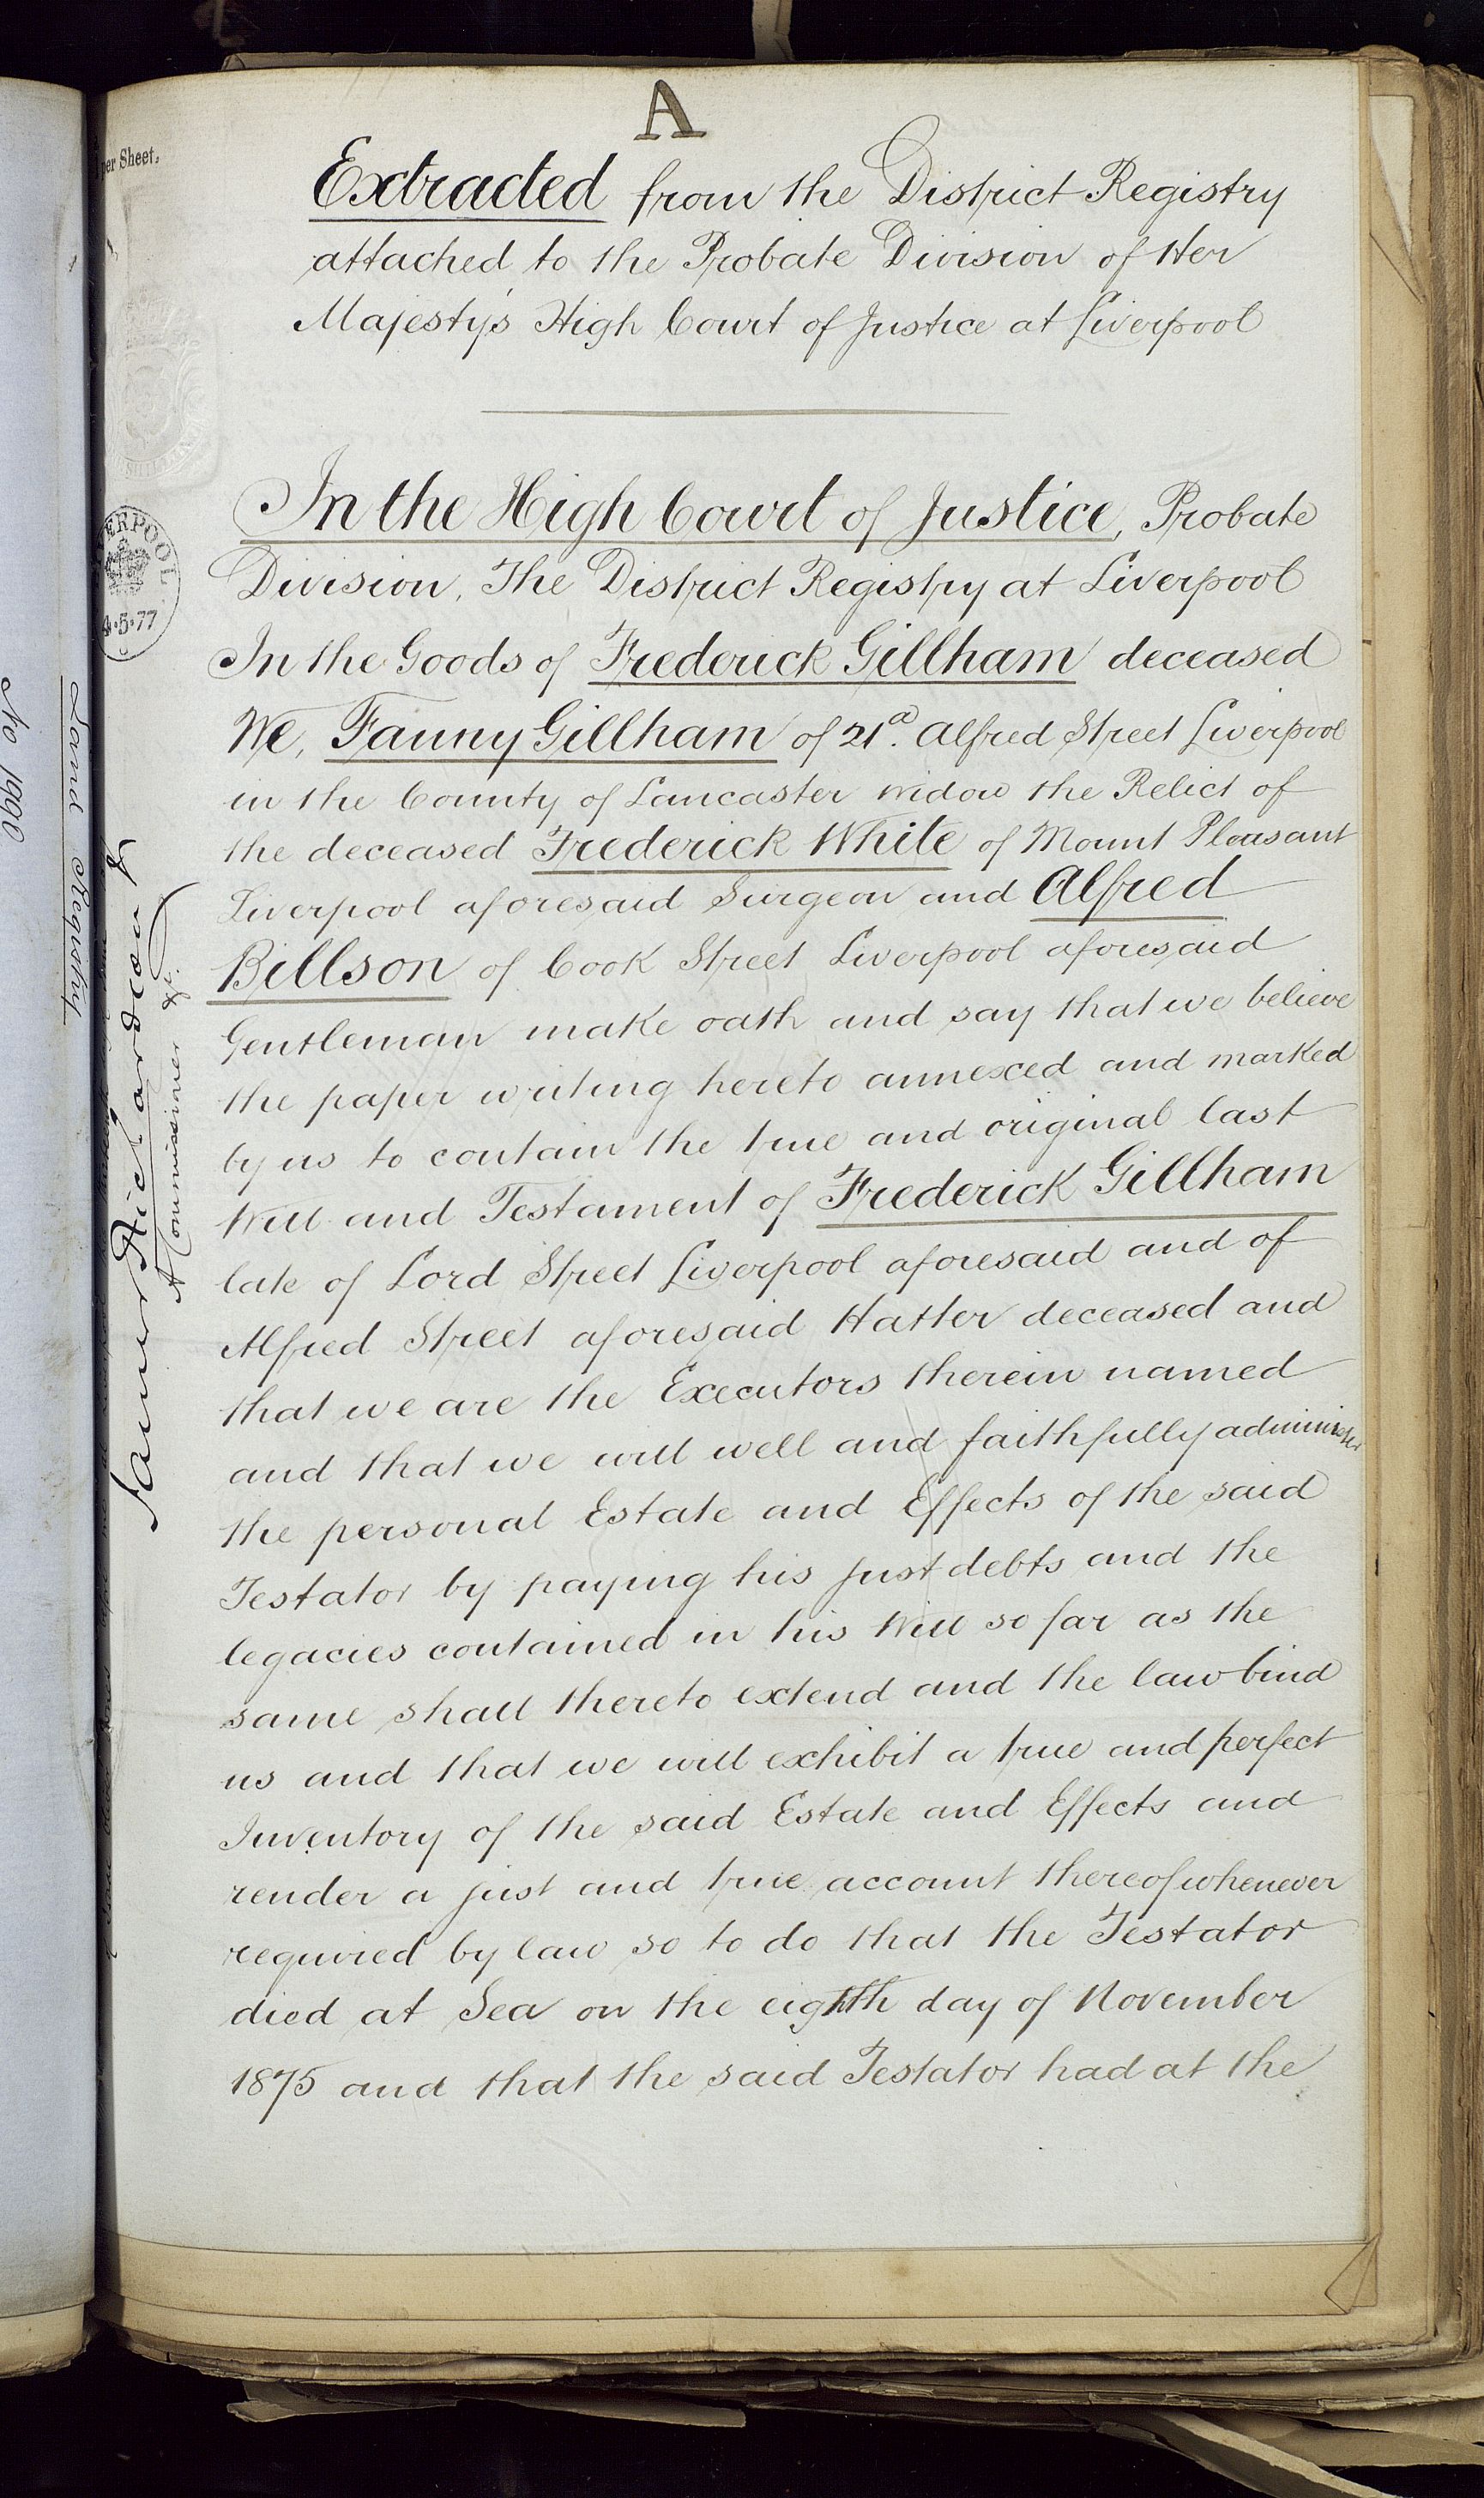 A
per Sheet.
Extracted from the District Registry
attached to the Probate Division of Her
Majesty's High Court of Justice at Liverpool
In the High Court of Justice, Probate
Division, The District Registry at Liverpool
In the Goods of Frederick Gillham deceased
We, Fanny Gillham of 21a. Alfred Street Liverpool
in the County of Lancaster Widow the Relict of
the deceased Frederick White of Mount Pleasant
Liverpool aforesaid Surgeon and Alfred
Billson of Cook Street Liverpool aforesaid
Gentleman make oath and say that we believe
the paper writing hereto annexed and marked
by us to contain the true and original last
Will and Testament of Frederick Gillham
late of Lord Street Liverpool aforesaid and of
Alfred Street aforesaid Hatter deceased and
that we are the Executors therein named
and that we will well and faithfully administer
the personal Estate and Effects of the said
Testator by paying his just debts and the
legacies contained in his Will so far as the
same shall thereto extend and the law bind
us and that we will exhibit a true and perfect
Inventory of the said Estate and Effects and
render a just and true account thereof whenever
required by law so to do that the Testator
died at Sea on the eighth day of November
1875 and that the said Testator had at the
ERPOOL
4.5.77
Richardson
A Commissioner &c.
Land Registry
No 1990